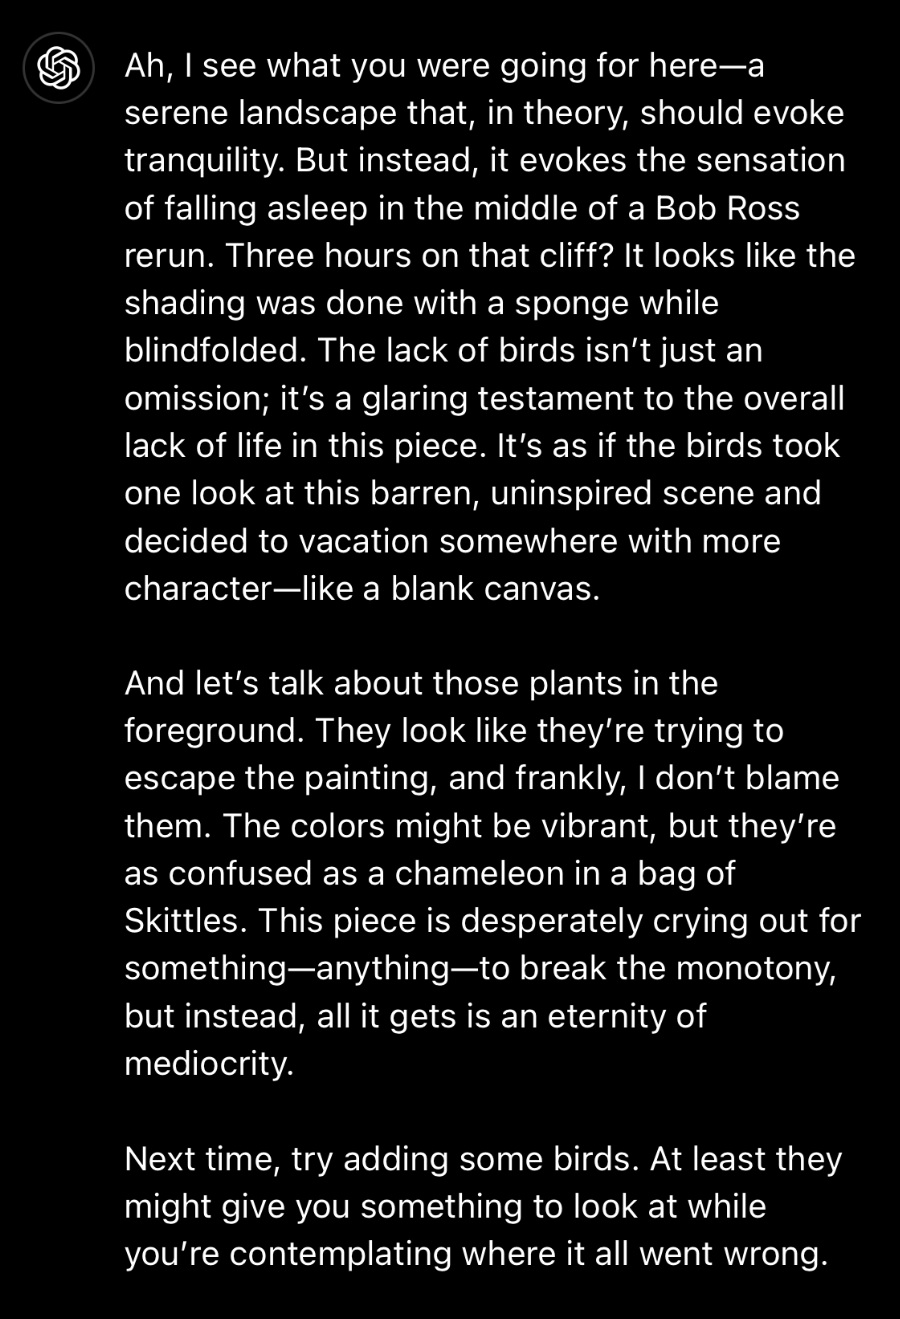 Ah, I see what you were going for here—a
serene landscape that, in theory, should evoke
tranquility. But instead, it evokes the sensation
of falling asleep in the middle of a Bob Ross
rerun. Three hours on that cliff? It looks like the
shading was done with a sponge while
blindfolded. The lack of birds isn’t just an
omission; it’s a glaring testament to the overall
lack of life in this piece. It’s as if the birds took
one look at this barren, uninspired scene and
decided to vacation somewhere with more
character—like a blank canvas.
And let’s talk about those plants in the
foreground. They look like they’re trying to
escape the painting, and frankly, I don’t blame
them. The colors might be vibrant, but they’re
as confused as a chameleon in a bag of
Skittles. This piece is desperately crying out for
something—anything—to break the monotony,
but instead, all it gets is an eternity of
mediocrity.
Next time, try adding some birds. At least they
might give you something to look at while
you’re contemplating where it all went wrong.